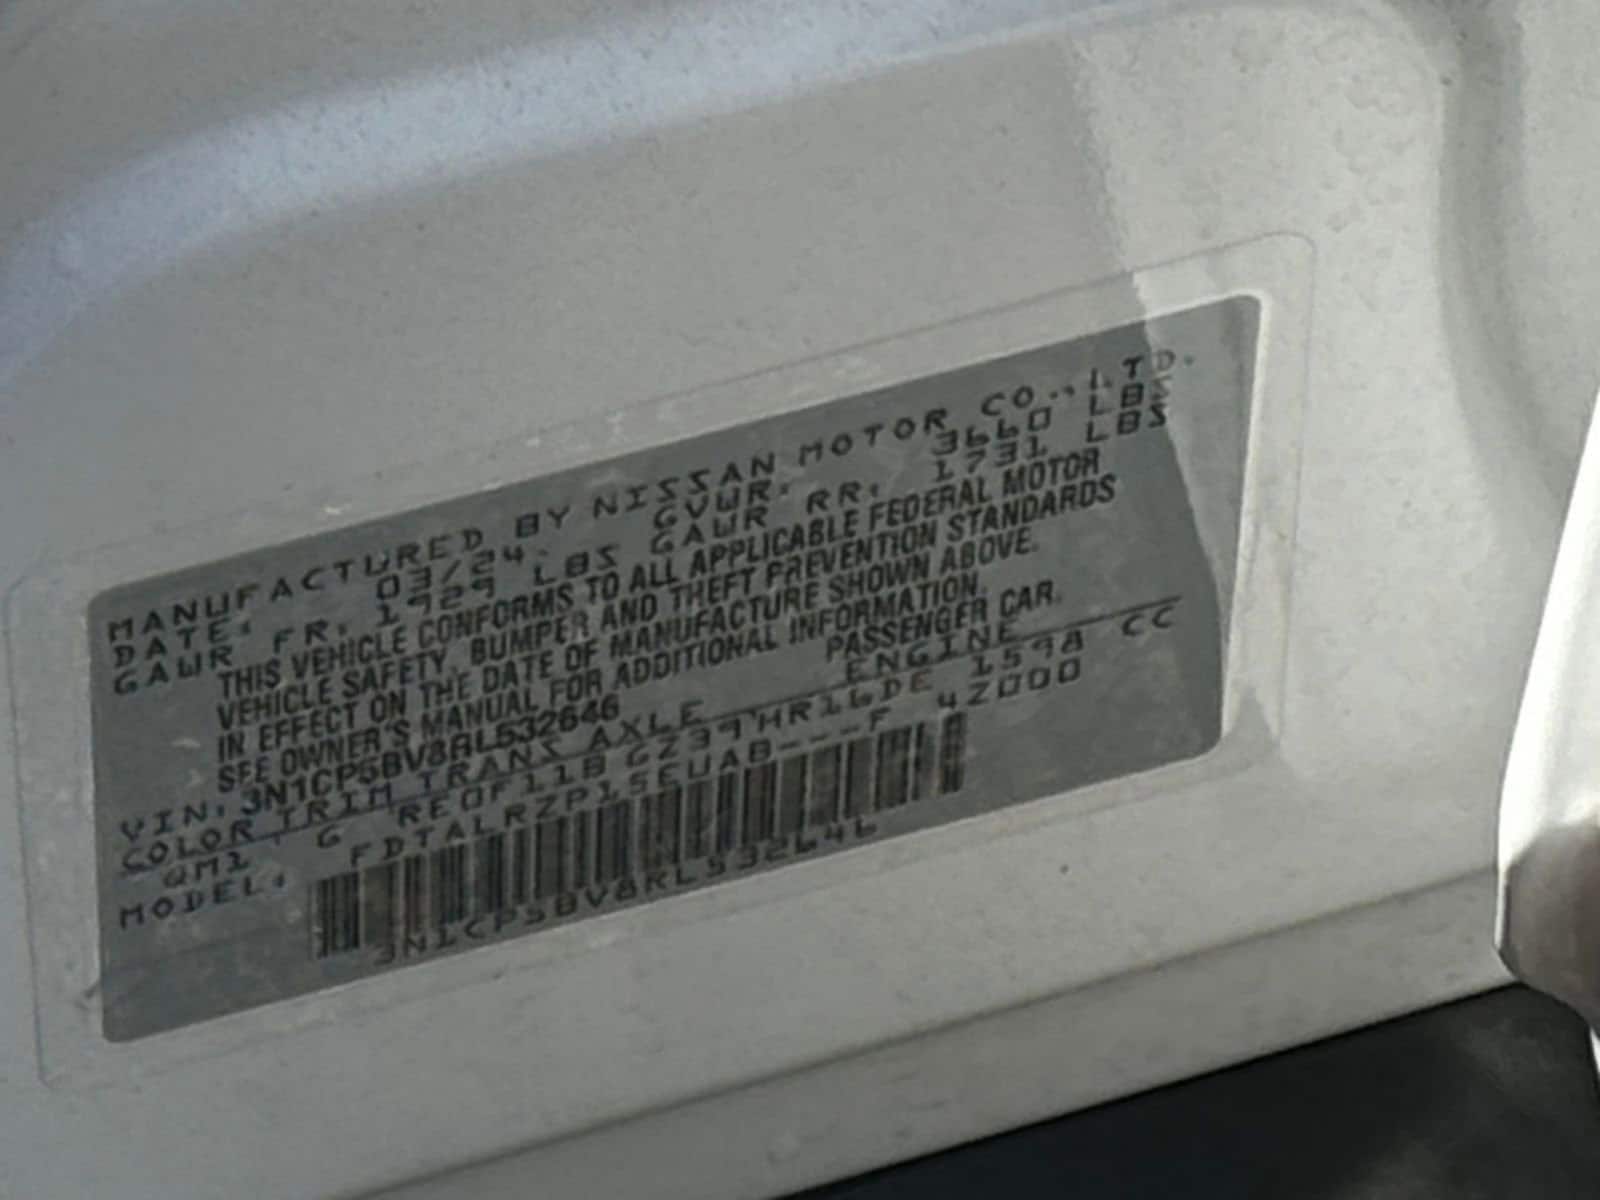 MANUFACTURED BY NISSAN MOTOR CO., LTD.
DATE: 03/24 GVWR: 3660 LBS
GAWR FR: 1929 LBS GAWR RR: 1731 LBS
THIS VEHICLE CONFORMS TO ALL APPLICABLE FEDERAL MOTOR
VEHICLE SAFETY, BUMPER AND THEFT PREVENTION STANDARDS
IN EFFECT ON THE DATE OF MANUFACTURE SHOWN ABOVE.
SEE OWNER'S MANUAL FOR ADDITIONAL INFORMATION.
VIN: 3N1CP5BV8RL532646 PASSENGER CAR.
COLOR TRIM TRANS AXLE ENGINE
QM1 G RE0F11B GZ39 HR16DE 1598 CC
MODEL: FDTALRZP15EUAB---F 4Z000
3N1CP5BV8RL532646